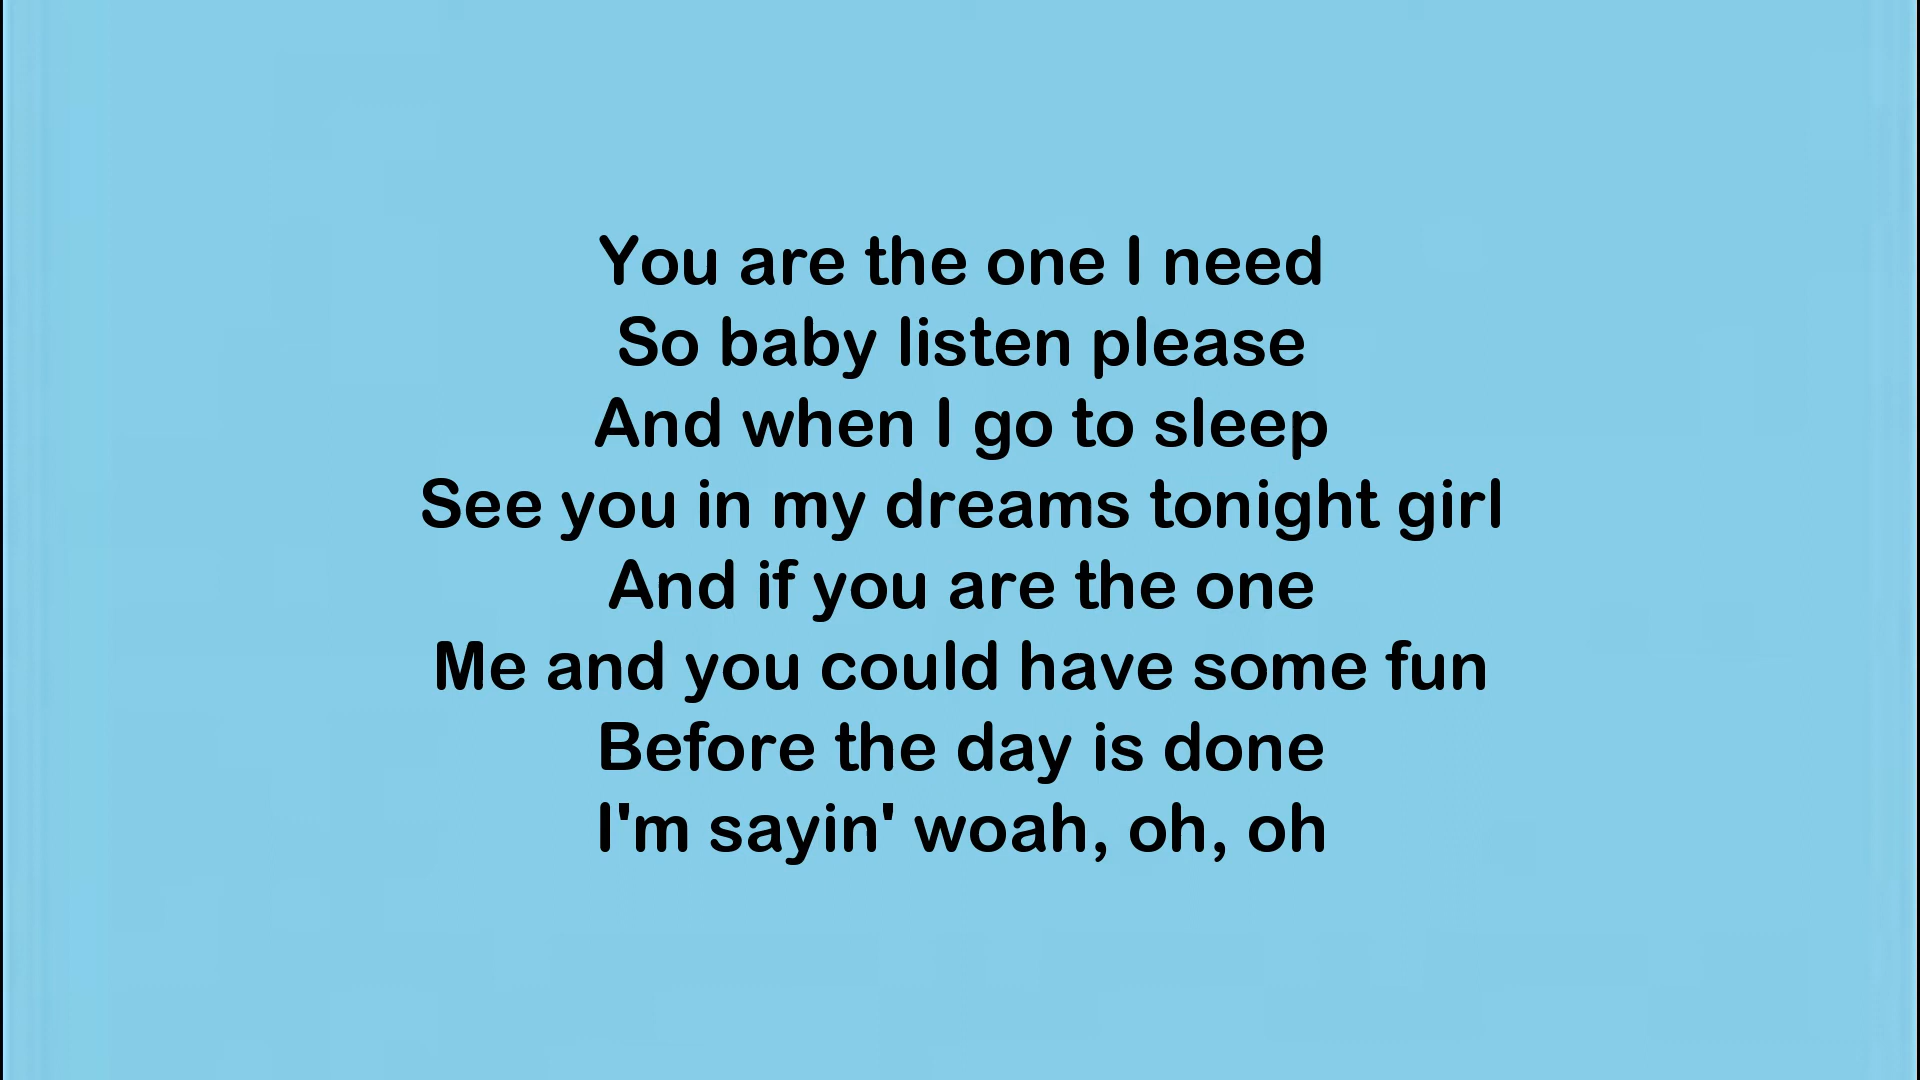 You are the one I need
So baby listen please
And when I go to sleep
See you in my dreams tonight girl
And if you are the one
Me and you could have some fun
Before the day is done
I'm sayin' woah, oh, oh